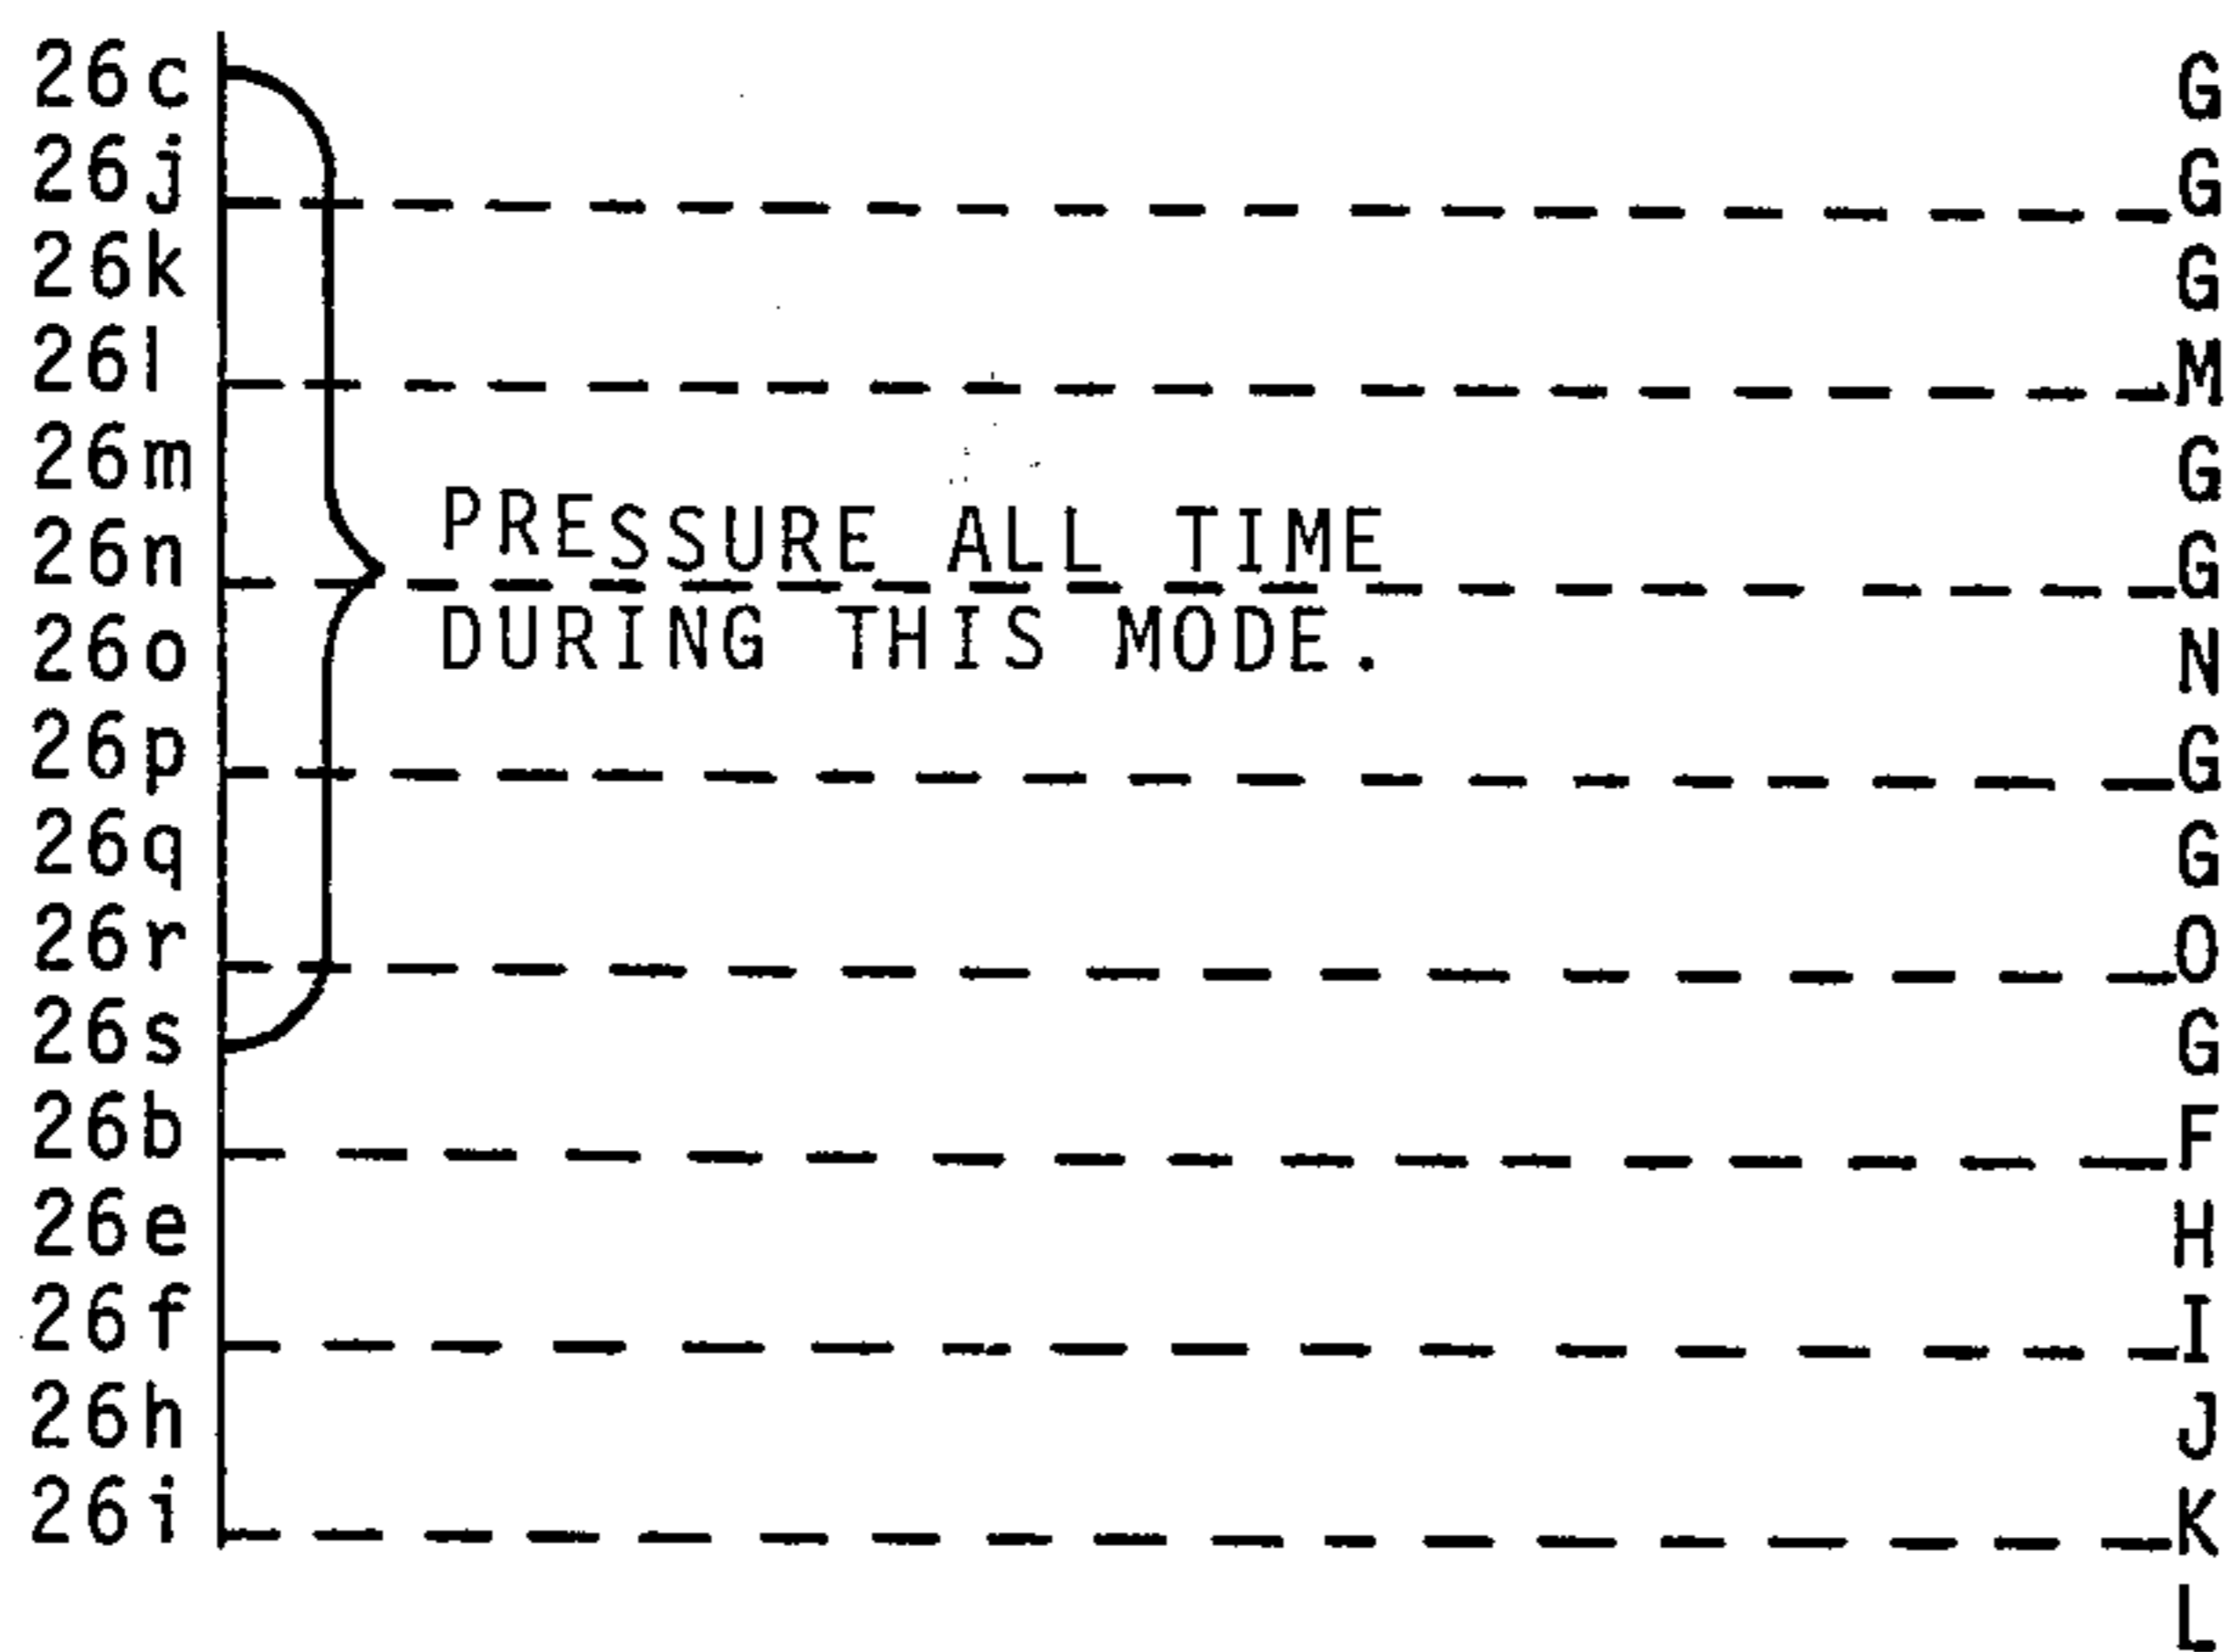 26c G
26j G
26k G
26l M
26m G
26n PRESSURE ALL TIME G
26o DURING THIS MODE. N
26p G
26q G
26r O
26s G
26b F
26e H
26f I
26h J
26i K
L